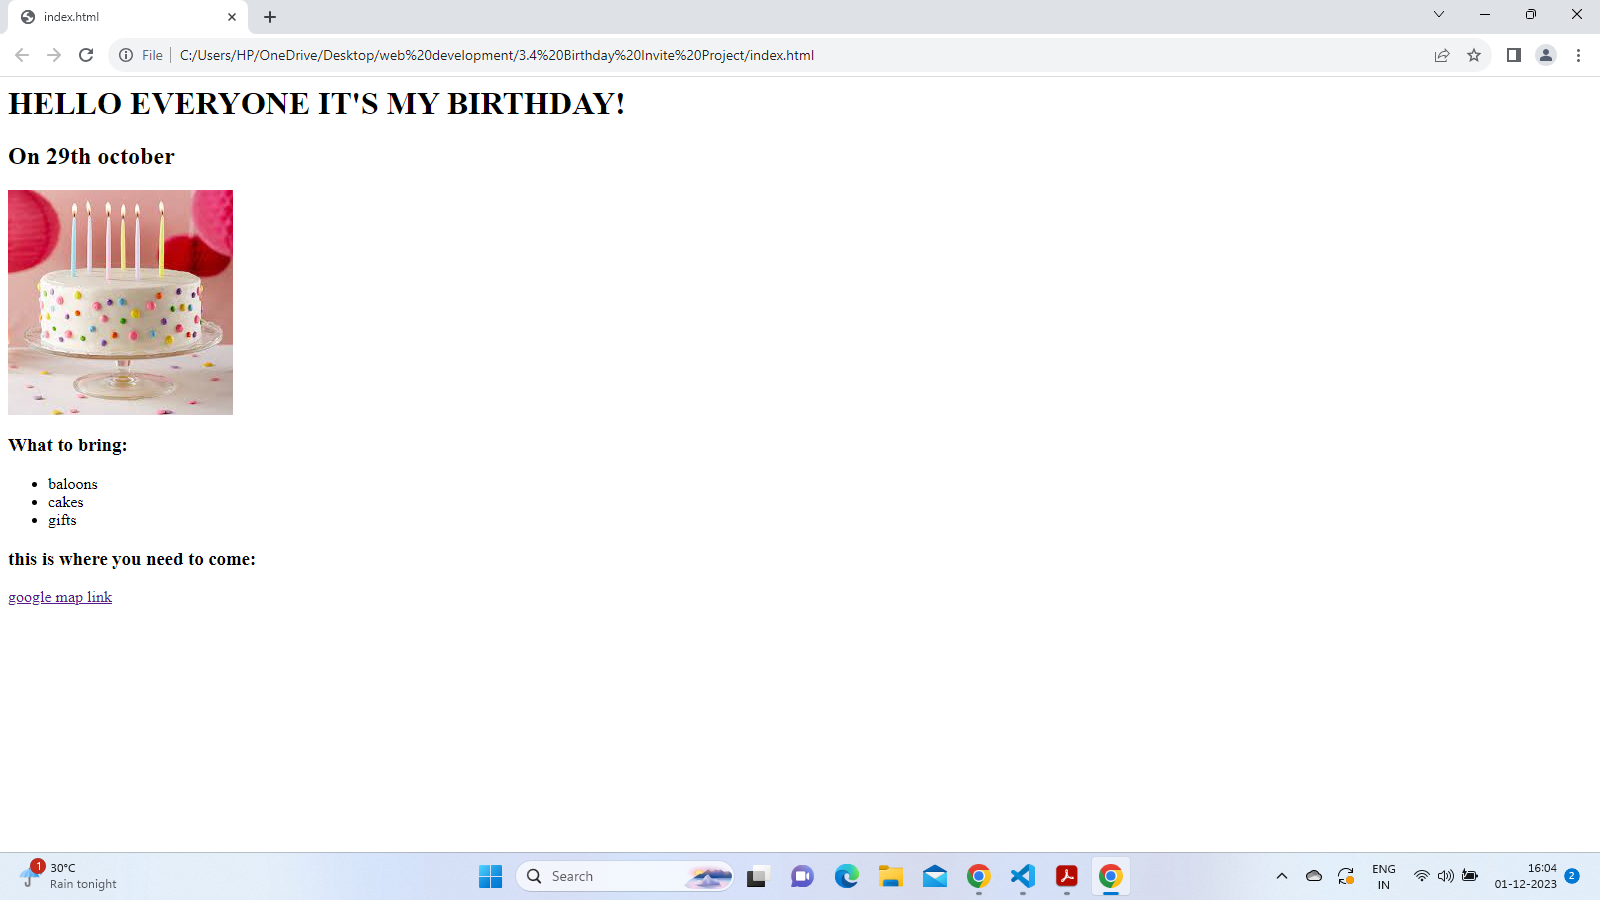 index.html
File
C:/Users/HP/OneDrive/Desktop/web%20development/3.4%20Birthday%20Invite%20Project/index.html
HELLO EVERYONE IT'S MY BIRTHDAY!
On 29th october
What to bring:
baloons
cakes
gifts
this is where you need to come:
google map link
1
30°C
Rain tonight
Search
ENG
IN
16:04
01-12-2023
2